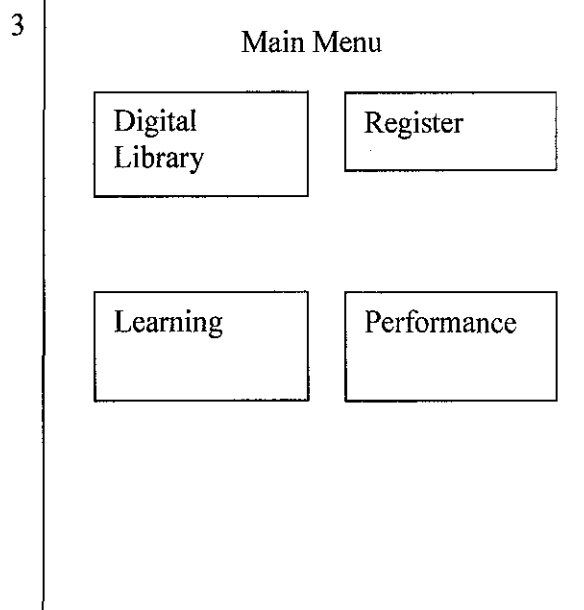 3
Main Menu
Digital
Library
Register
Learning
Performance